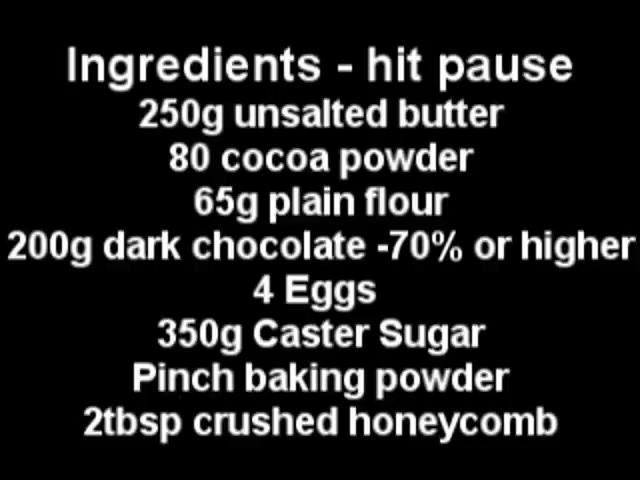 Ingredients - hit pause
250g unsalted butter
80 cocoa powder
65g plain flour
200g dark chocolate -70% or higher
4 Eggs
350g Caster Sugar
Pinch baking powder
2tbsp crushed honeycomb